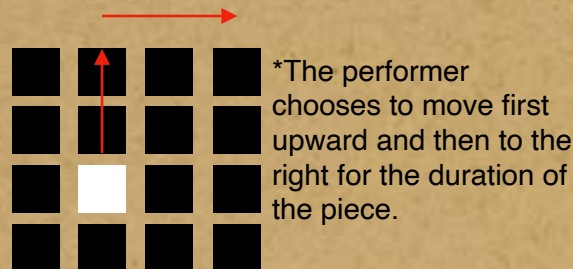 *The performer
chooses to move first
upward and then to the
right for the duration of
the piece.